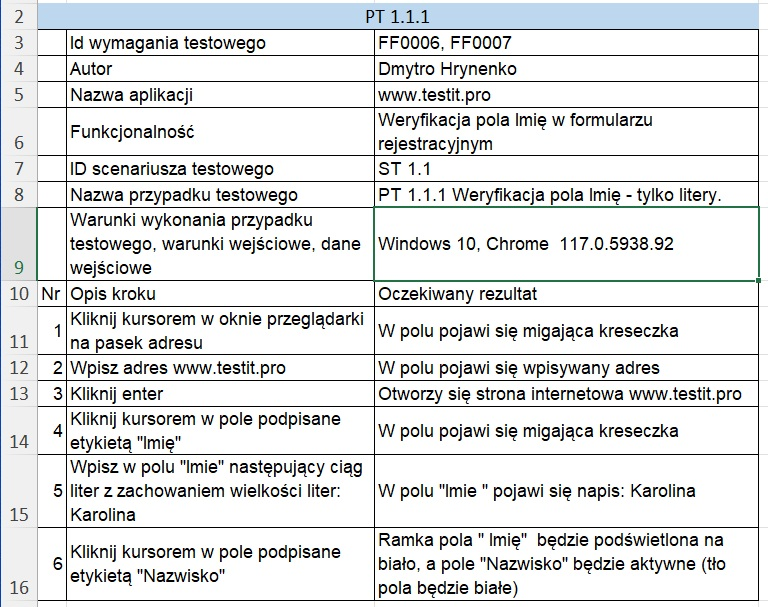 2 PT 1.1.1
3 Id wymagania testowego FF0006, FF0007
4 Autor Dmytro Hrynenko
5 Nazwa aplikacji www.testit.pro
6 Funkcjonalność Weryfikacja pola Imię w formularzu
rejestracyjnym
7 ID scenariusza testowego ST 1.1
8 Nazwa przypadku testowego PT 1.1.1 Weryfikacja pola Imię - tylko litery.
9 Warunki wykonania przypadku
testowego, warunki wejściowe, dane
wejściowe
Windows 10, Chrome 117.0.5938.92
10 Nr Opis kroku Oczekiwany rezultat
11 1 Kliknij kursorem w oknie przeglądarki
na pasek adresu
W polu pojawi się migająca kreseczka
12 2 Wpisz adres www.testit.pro W polu pojawi się wpisywany adres
13 3 Kliknij enter Otworzy się strona internetowa www.testit.pro
14 4 Kliknij kursorem w pole podpisane
etykietą "Imię"
W polu pojawi się migająca kreseczka
15 5 Wpisz w polu "Imie" następujący ciąg
liter z zachowaniem wielkości liter:
Karolina
W polu "Imie " pojawi się napis: Karolina
16 6 Kliknij kursorem w pole podpisane
etykietą "Nazwisko"
Ramka pola " Imię" będzie podświetlona na
biało, a pole "Nazwisko" będzie aktywne (tło
pola będzie białe)